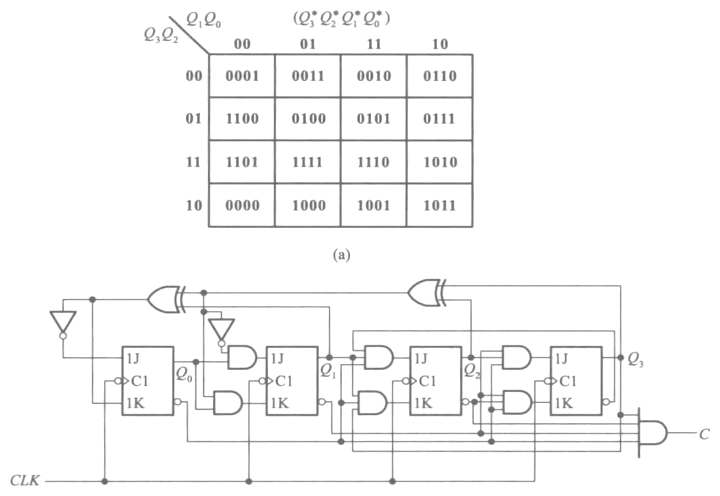 Q1Q0 (Q3*Q2*Q1*Q0*)
Q3Q2 00 01 11 10
00 0001 0011 0010 0110
01 1100 0100 0101 0111
11 1101 1111 1110 1010
10 0000 1000 1001 1011
(a)
1J Q0 1J Q1 1J Q2 1J Q3
C1 C1 C1 C1
1K 1K 1K 1K
C
CLK